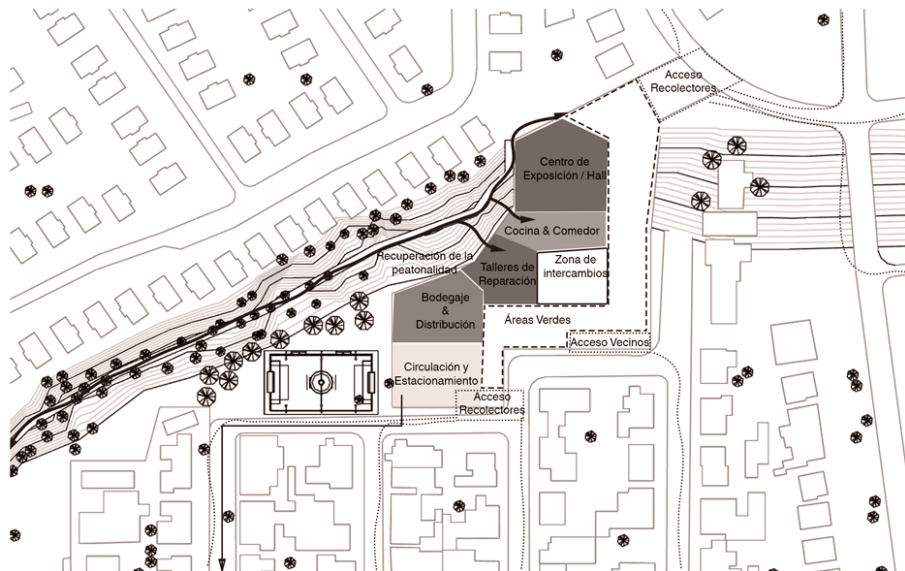 Acceso
Recolectores
Centro de
Exposición / Hall
Cocina & Comedor
Recuperación de la
peatonalidad
Talleres de
Reparación
Zona de
intercambios
Bodegaje
&
Distribución
Áreas Verdes
Acceso Vecinos
Circulación y
Estacionamiento
Acceso
Recolectores